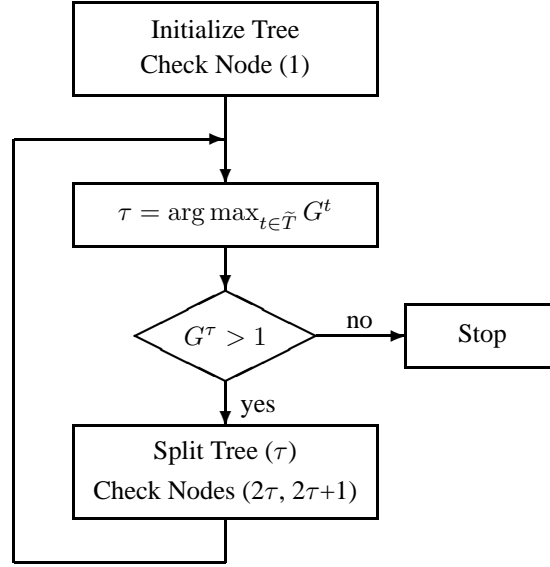 Initialize Tree
Check Node (1)
τ = arg max_{t∈T̃} G^t
G^τ > 1
no
Stop
yes
Split Tree (τ)
Check Nodes (2τ, 2τ+1)